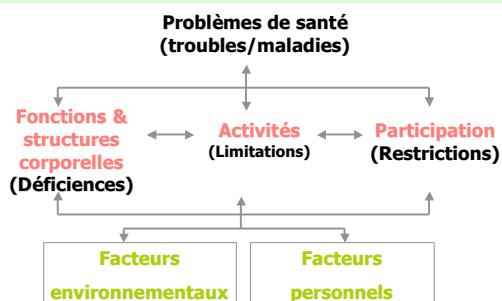 Problèmes de santé
(troubles/maladies)
Fonctions &
structures
corporelles
(Déficiences)
Activités
(Limitations)
Participation
(Restrictions)
Facteurs
environnementaux
Facteurs
personnels